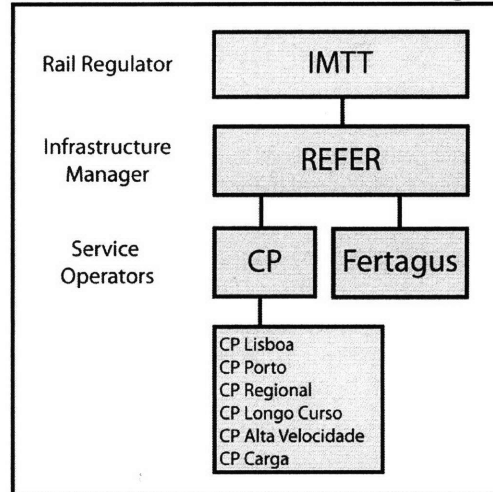 Rail Regulator
IMTT
Infrastructure
Manager
REFER
Service
Operators
CP
Fertagus
CP Lisboa
CP Porto
CP Regional
CP Longo Curso
CP Alta Velocidade
CP Carga